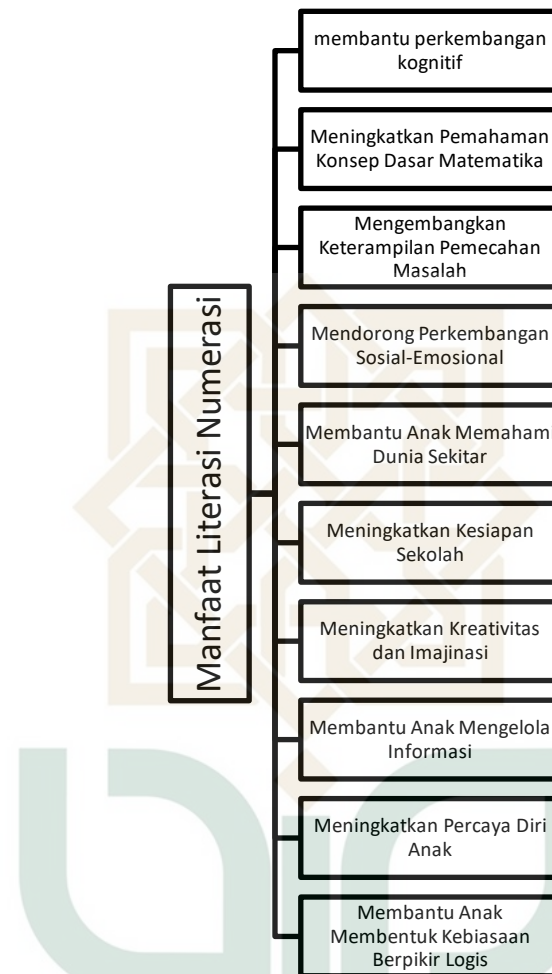 Manfaat Literasi Numerasi
membantu perkembangan
kognitif
Meningkatkan Pemahaman
Konsep Dasar Matematika
Mengembangkan
Keterampilan Pemecahan
Masalah
Mendorong Perkembangan
Sosial-Emosional
Membantu Anak Memahami
Dunia Sekitar
Meningkatkan Kesiapan
Sekolah
Meningkatkan Kreativitas
dan Imajinasi
Membantu Anak Mengelola
Informasi
Meningkatkan Percaya Diri
Anak
Membantu Anak
Membentuk Kebiasaan
Berpikir Logis